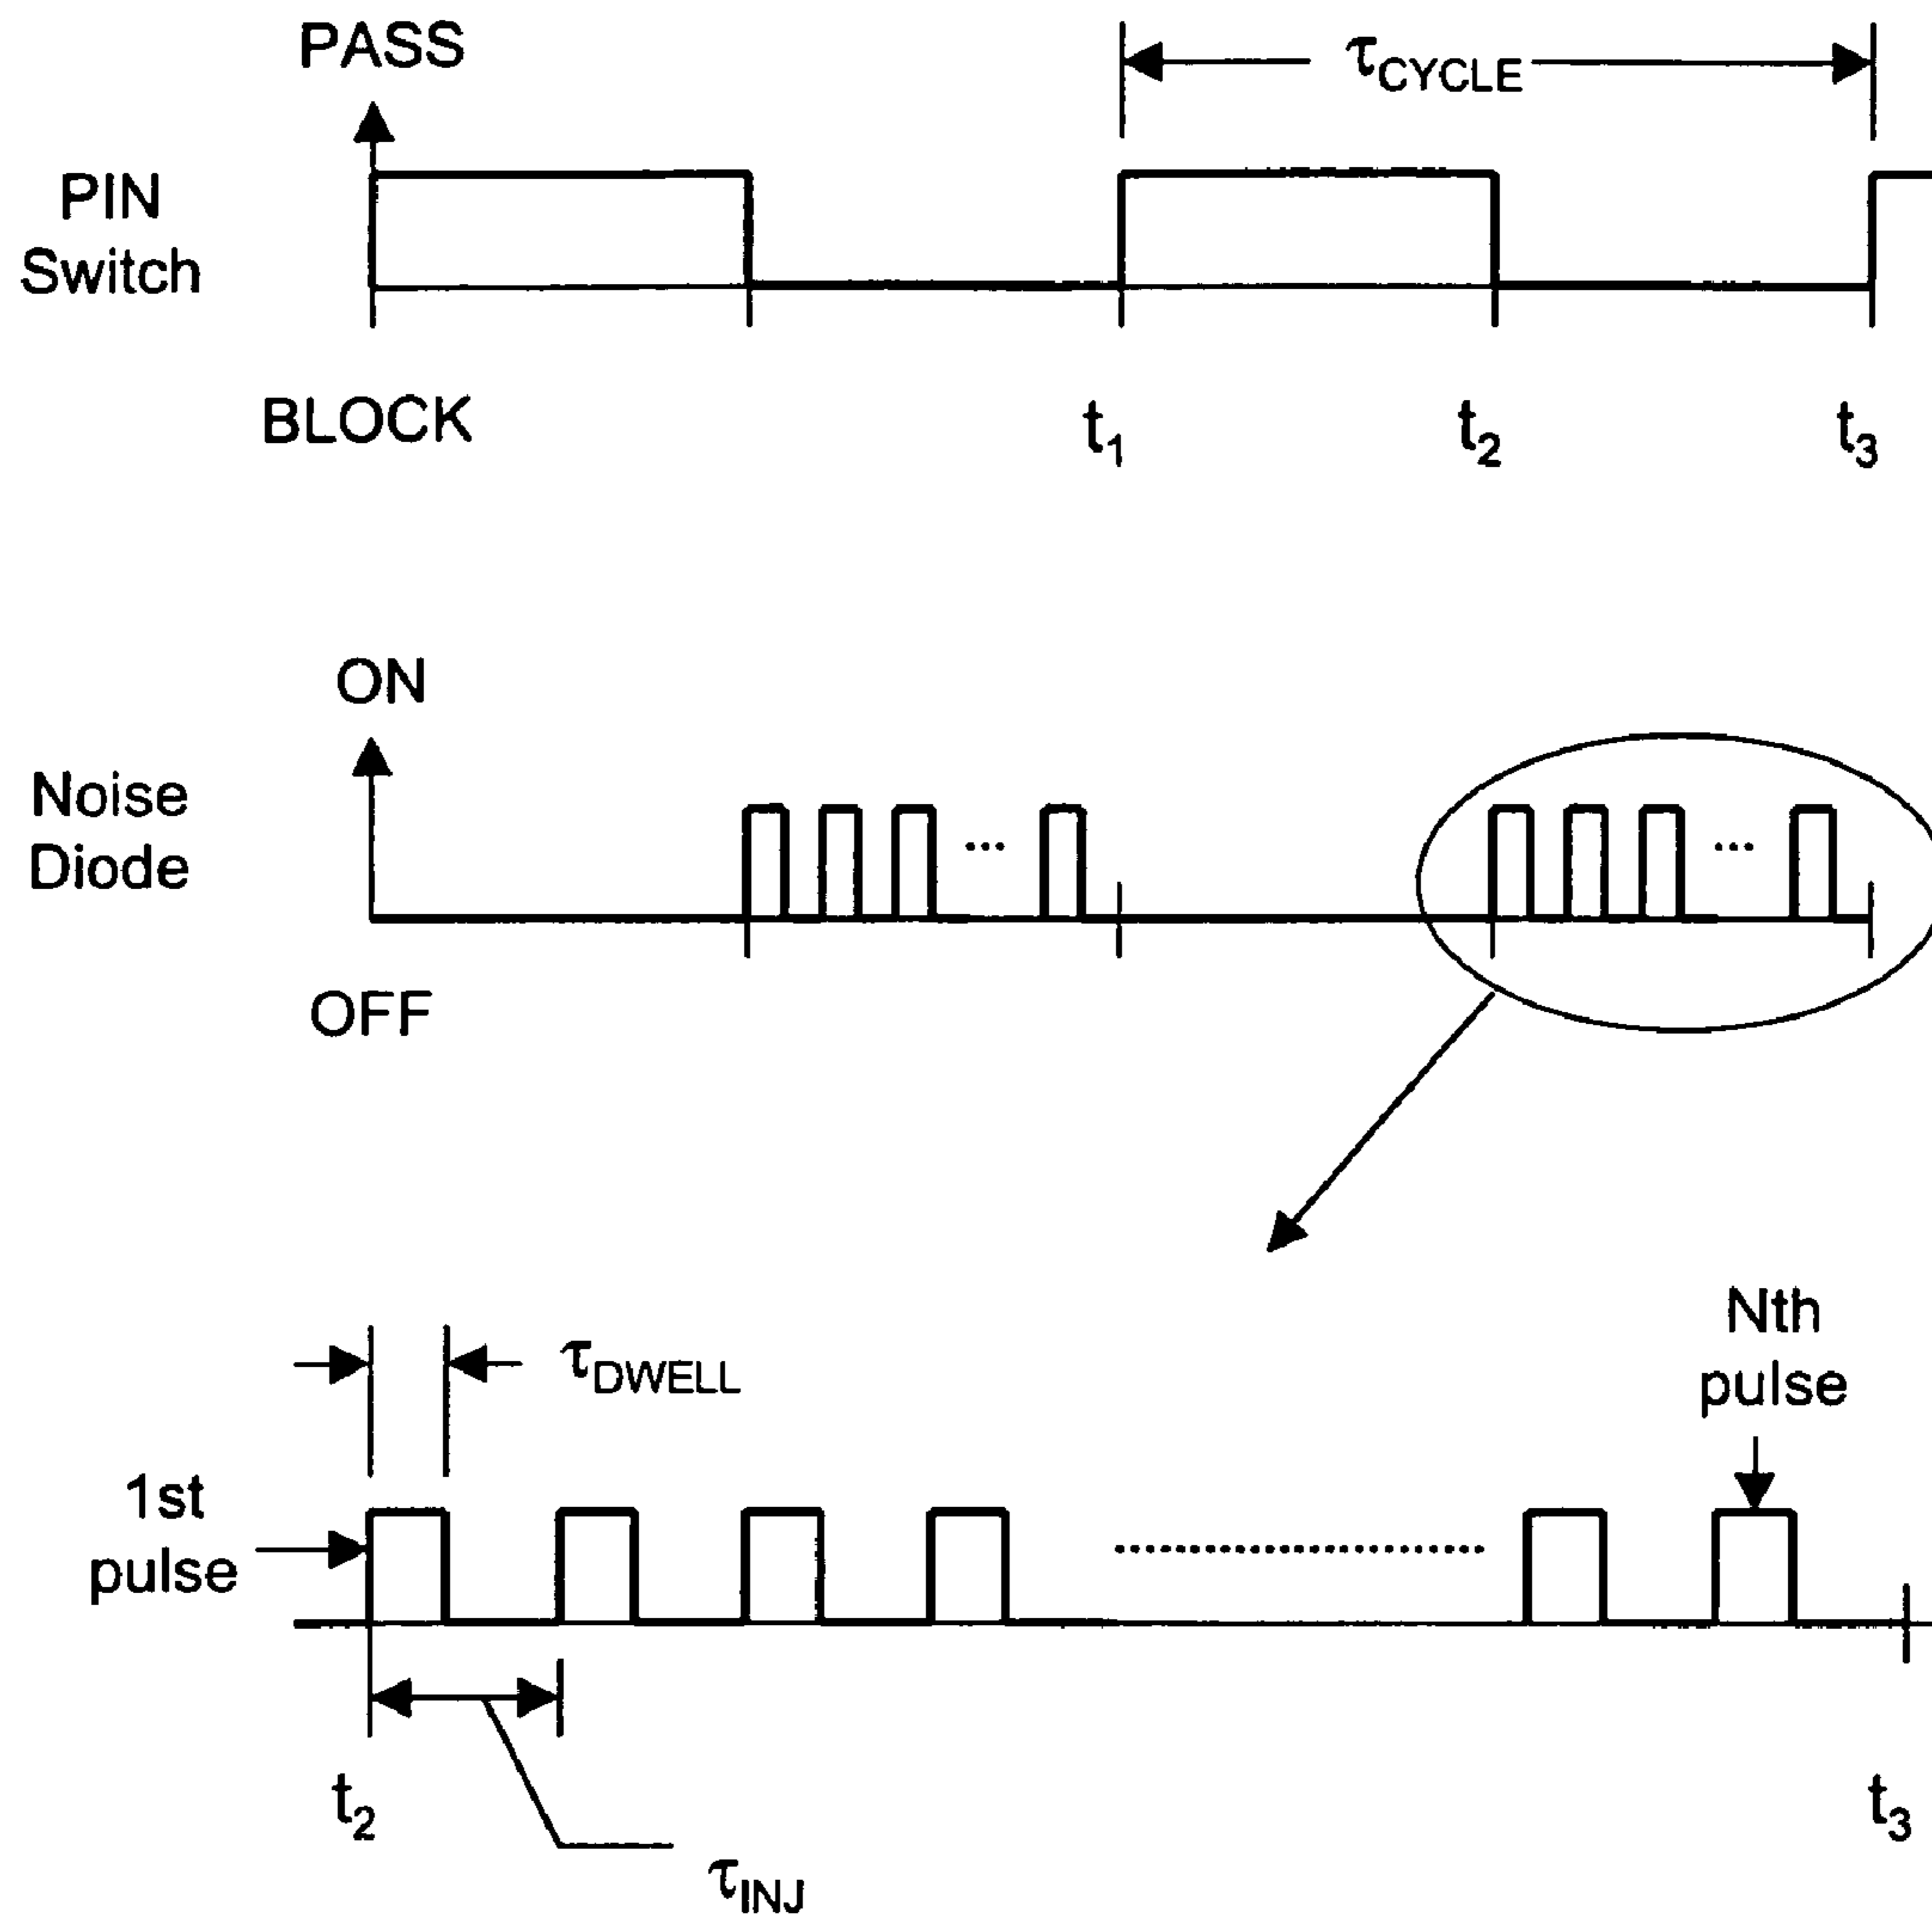 PASS
τCYCLE
PIN
Switch
BLOCK
t1
t2
t3
ON
Noise
Diode
...
...
OFF
Nth
pulse
τDWELL
1st
pulse
t2
t3
τINJ